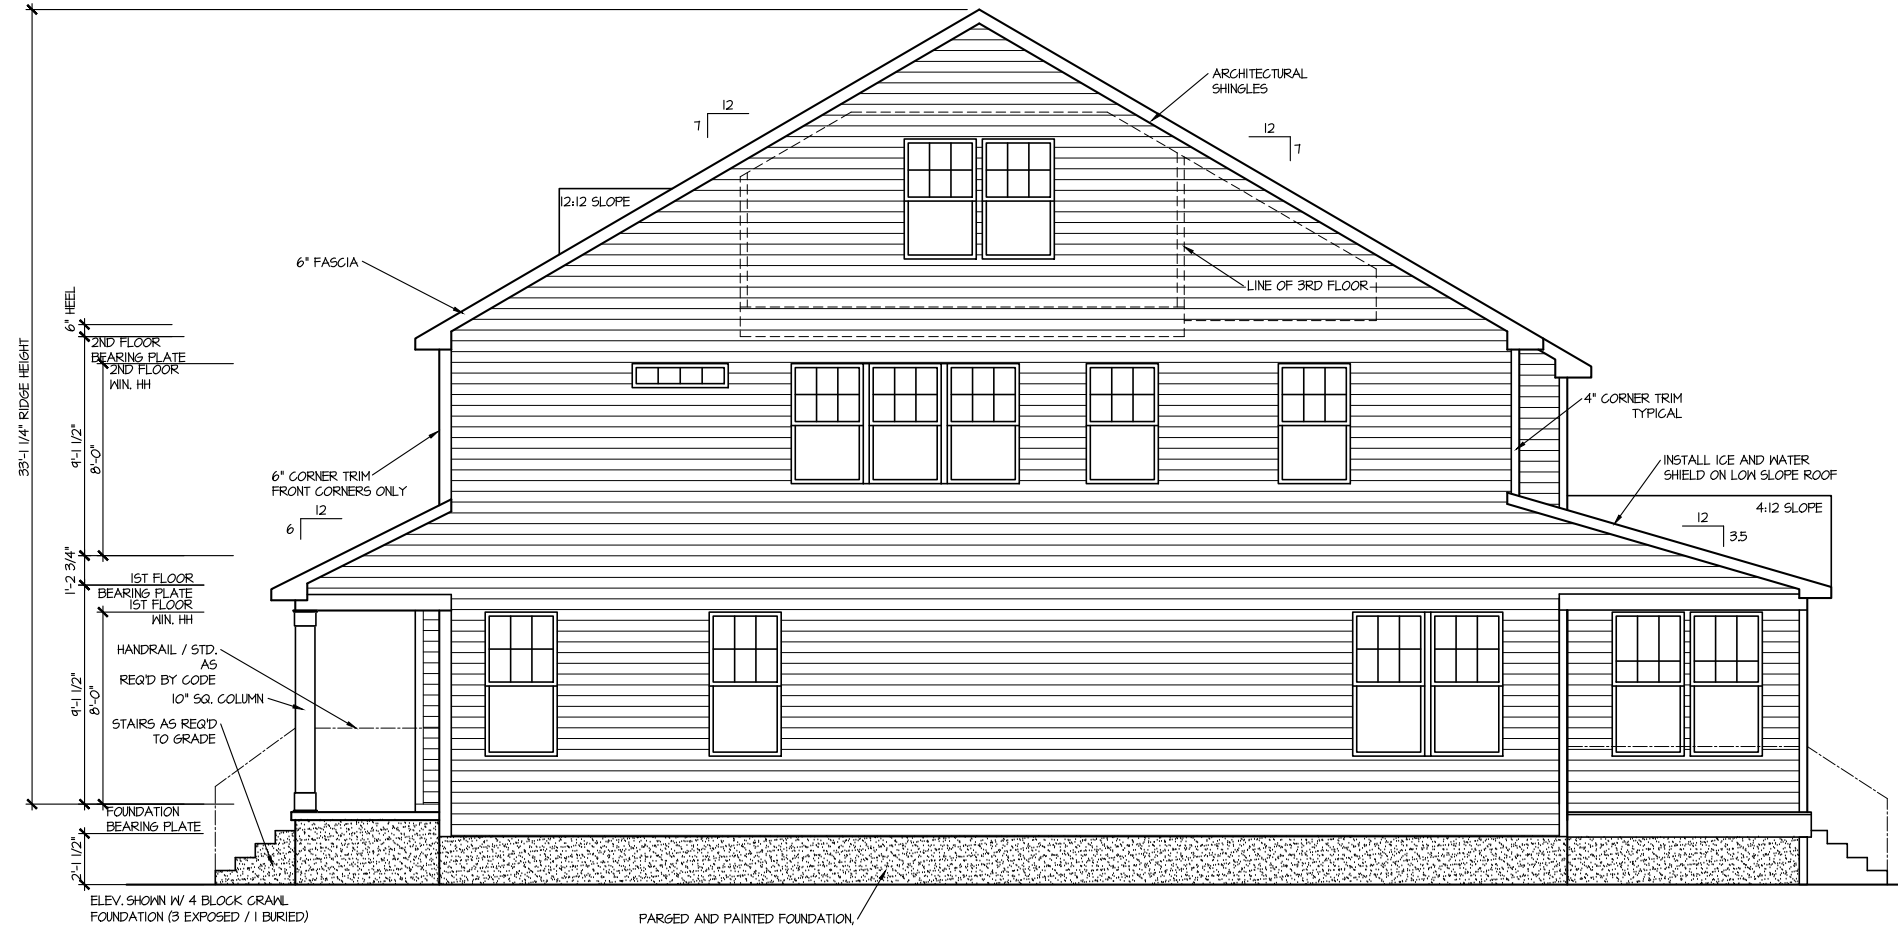 ARCHITECTURAL
SHINGLES
12
7
12
7
12:12 SLOPE
6" FASCIA
LINE OF 3RD FLOOR
6" HEEL
2ND FLOOR
BEARING PLATE
2ND FLOOR
WIN. HH
33'-1 1/4" RIDGE HEIGHT
9'-1 1/2"
8'-0"
4" CORNER TRIM
TYPICAL
6" CORNER TRIM
FRONT CORNERS ONLY
INSTALL ICE AND WATER
SHIELD ON LOW SLOPE ROOF
4:12 SLOPE
12
6
12
3.5
1'-2 3/4"
1ST FLOOR
BEARING PLATE
1ST FLOOR
WIN. HH
HANDRAIL / STD.
AS
REQ'D BY CODE
10" SQ. COLUMN
9'-1 1/2"
8'-0"
STAIRS AS REQ'D
TO GRADE
FOUNDATION
BEARING PLATE
2'-1 1/2"
ELEV. SHOWN W/ 4 BLOCK CRAWL
FOUNDATION (3 EXPOSED / 1 BURIED)
PARGED AND PAINTED FOUNDATION,